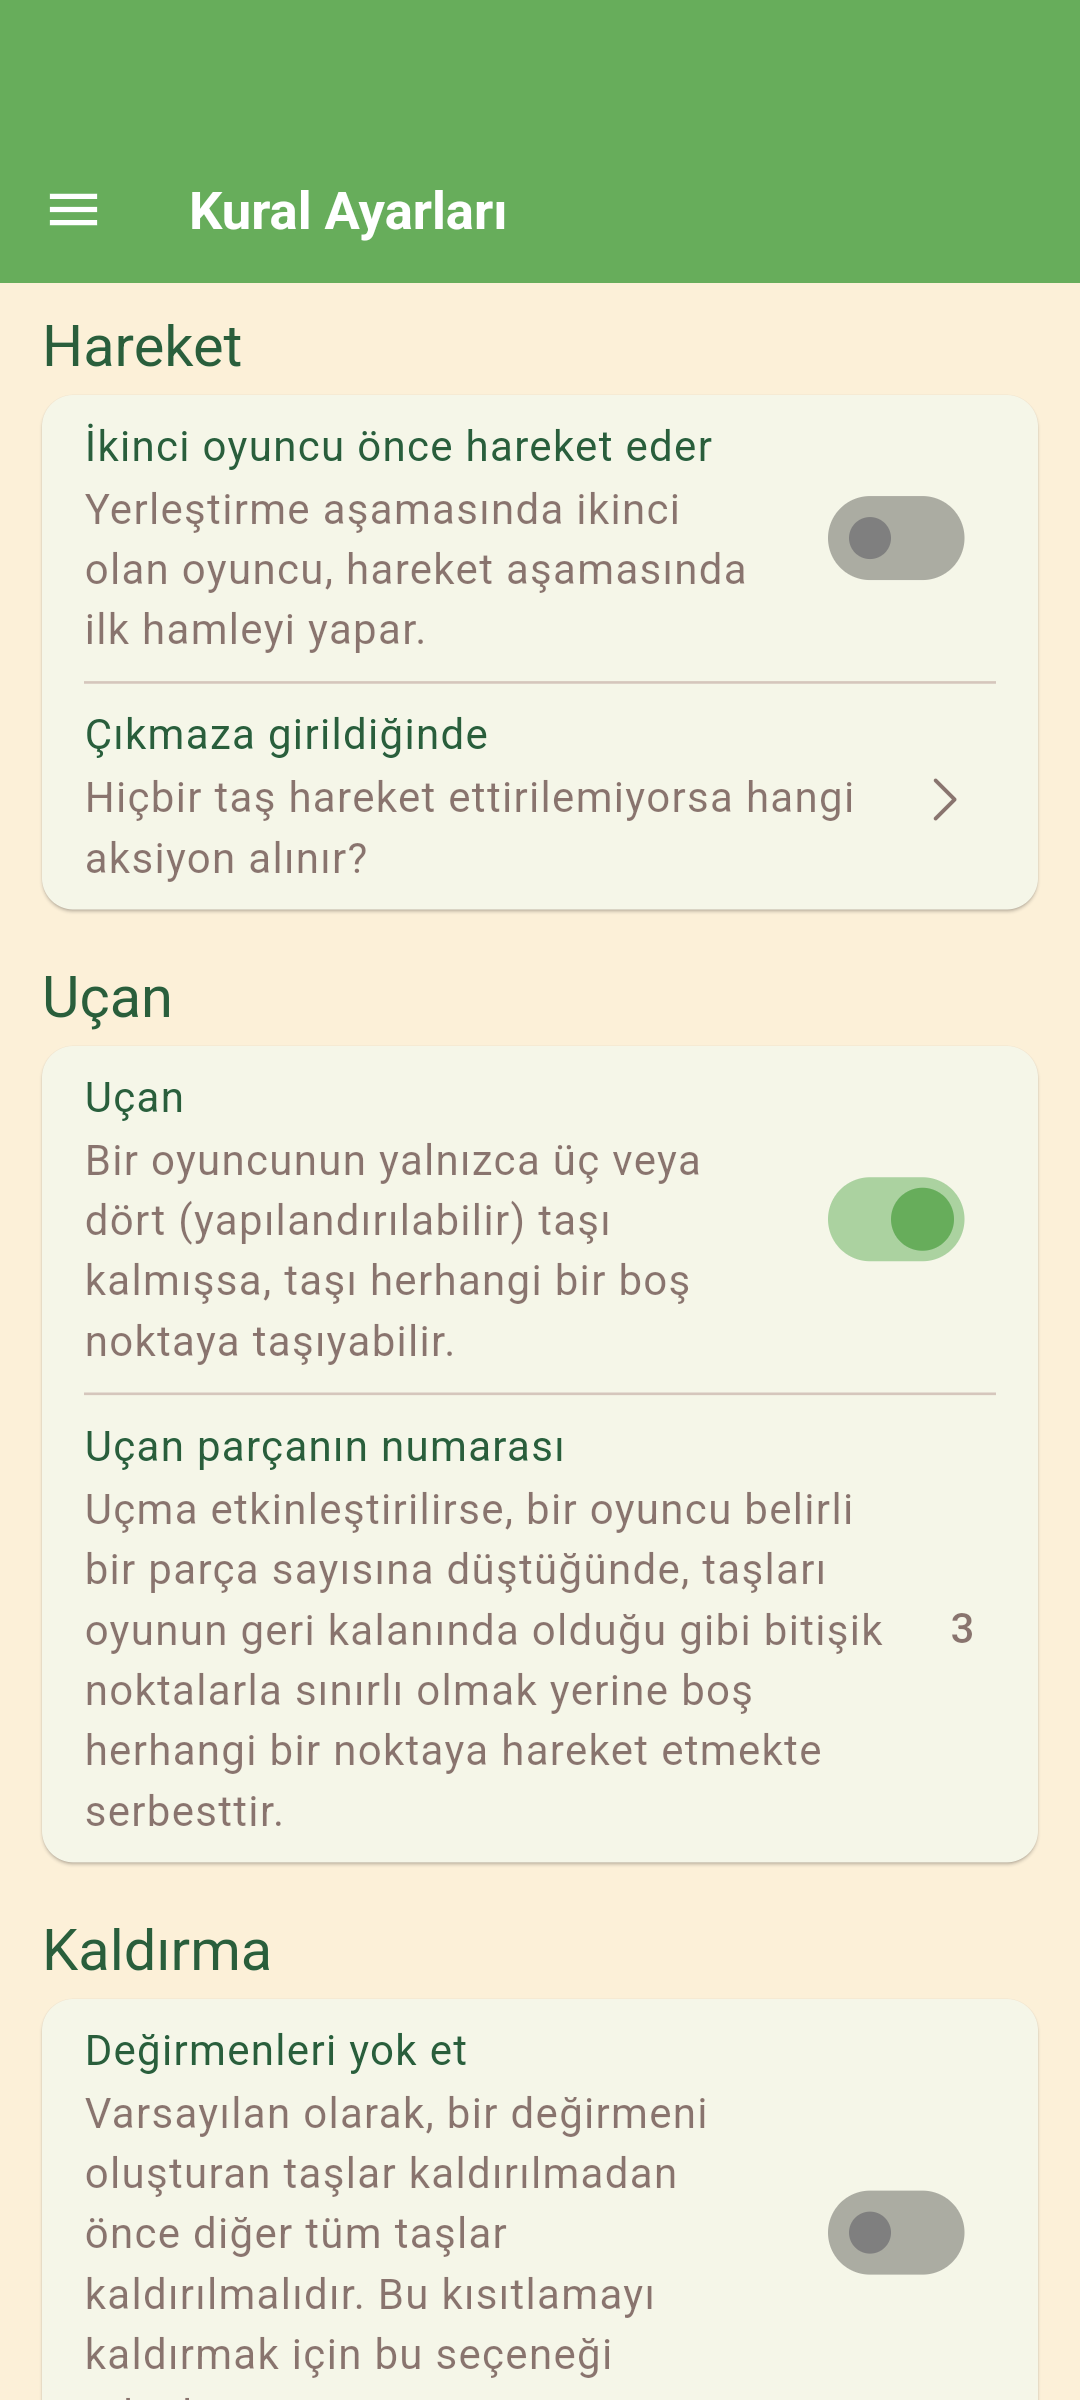 Kural Ayarları
Hareket
İkinci oyuncu önce hareket eder
Yerleştirme aşamasında ikinci
olan oyuncu, hareket aşamasında
ilk hamleyi yapar.
Çıkmaza girildiğinde
Hiçbir taş hareket ettirilemiyorsa hangi
aksiyon alınır?
Uçan
Uçan
Bir oyuncunun yalnızca üç veya
dört (yapılandırılabilir) taşı
kalmışsa, taşı herhangi bir boş
noktaya taşıyabilir.
Uçan parçanın numarası
Uçma etkinleştirilirse, bir oyuncu belirli
bir parça sayısına düştüğünde, taşları
oyunun geri kalanında olduğu gibi bitişik
noktalarla sınırlı olmak yerine boş
herhangi bir noktaya hareket etmekte
serbesttir.
3
Kaldırma
Değirmenleri yok et
Varsayılan olarak, bir değirmeni
oluşturan taşlar kaldırılmadan
önce diğer tüm taşlar
kaldırılmalıdır. Bu kısıtlamayı
kaldırmak için bu seçeneği